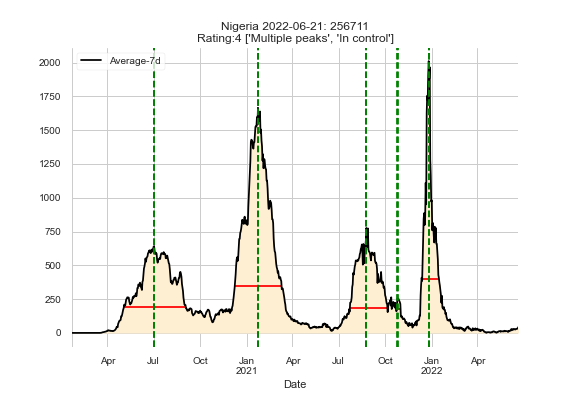 Nigeria 2022-06-21: 256711
Rating:4 ['Multiple peaks', 'In control']
Average-7d
2000
1750
1500
1250
1000
750
500
250
0
Apr Jul Oct Jan Apr Jul Oct Jan Apr
2021 2022
Date